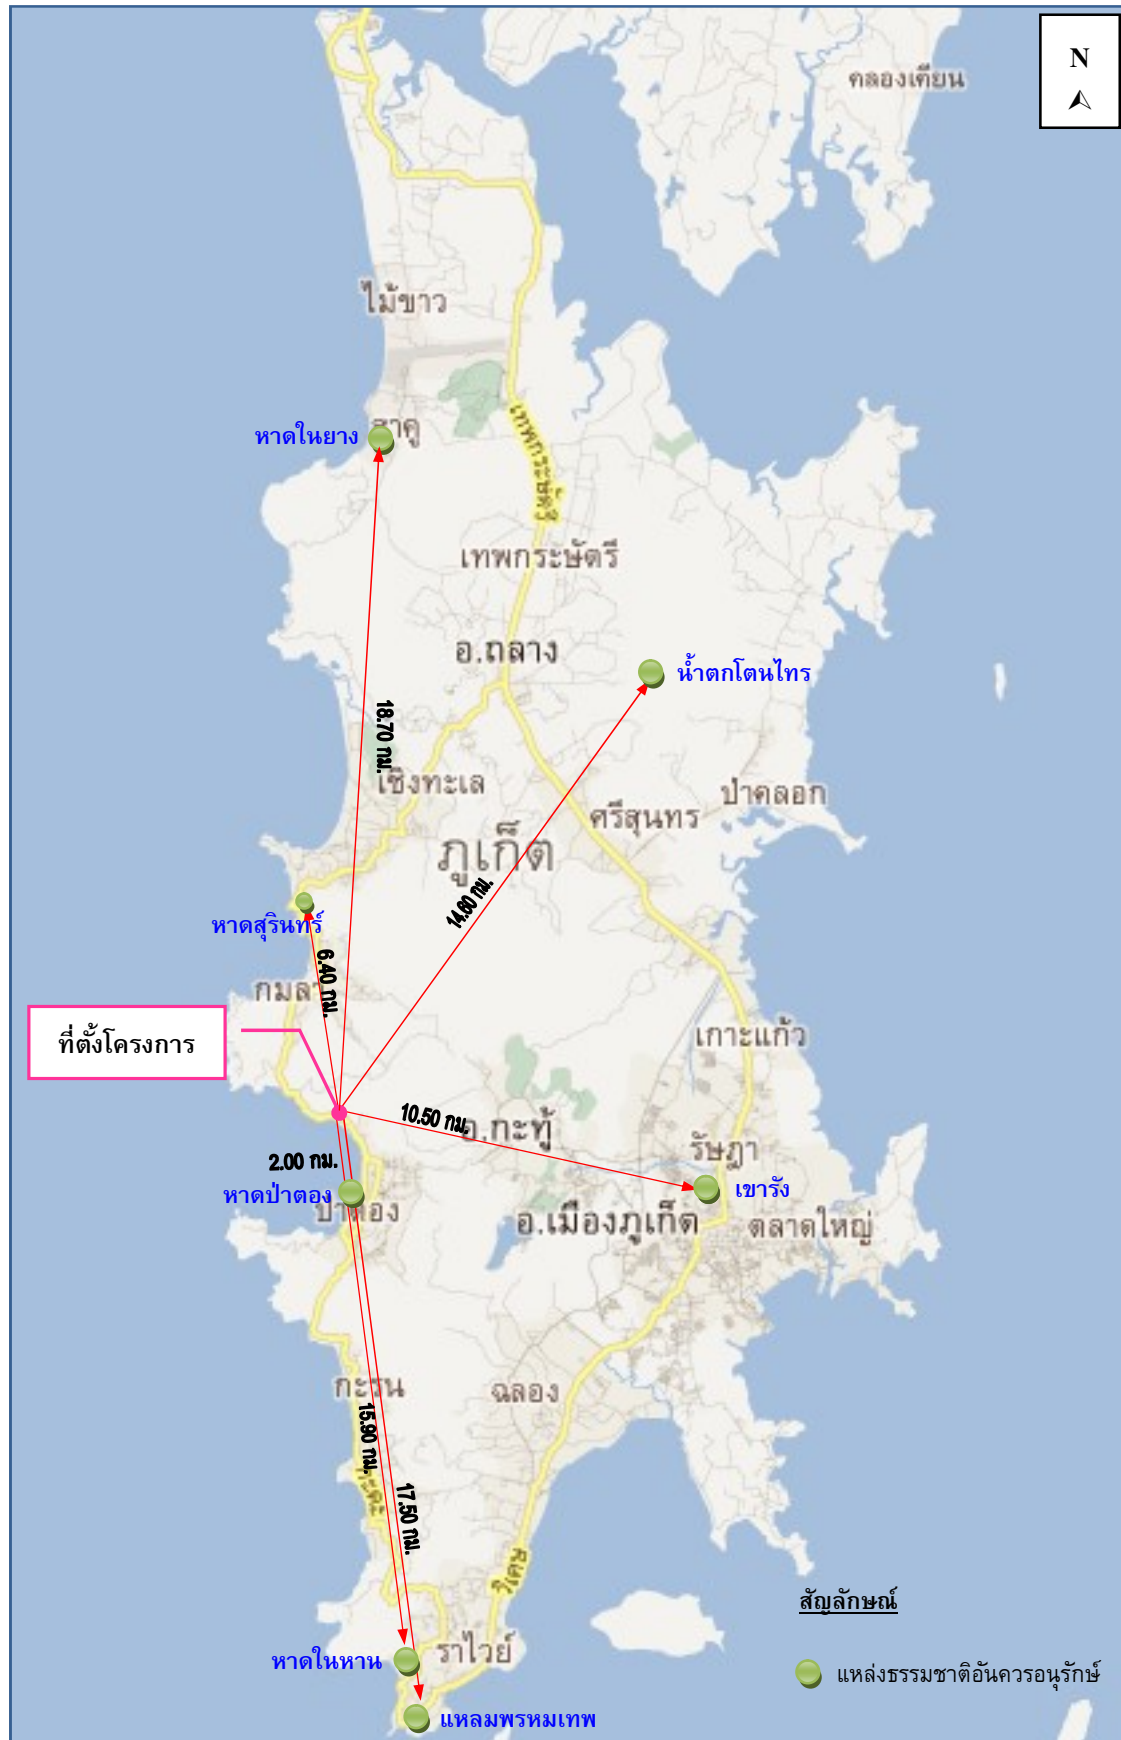 N
คลองเคียน
ไม้ขาว
สาคู
หาดในยาง
เทพกระษัตรี
เทพกระษัตรี
อ.ถลาง
น้ำตกโตนไทร
18.70 กม.
เชิงทะเล
ป่าคลอก
ศรีสุนทร
ภูเก็ต
14.60 กม.
หาดสุรินทร์
6.40 กม.
กมลา
ที่ตั้งโครงการ
เกาะแก้ว
10.50 กม.
อ.กะทู้
รัษฎา
2.00 กม.
หาดป่าตอง
เขารัง
ป่าตอง
อ.เมืองภูเก็ต
ตลาดใหญ่
กะรน
ฉลอง
15.90 กม.
17.50 กม.
วิเศษ
สัญลักษณ์
ราไวย์
หาดในหาน
แหล่งธรรมชาติอันควรอนุรักษ์
แหลมพรหมเทพ